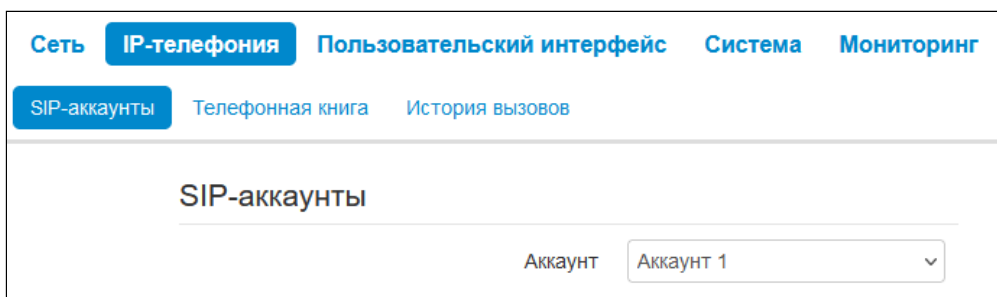 Сеть IP-телефония Пользовательский интерфейс Система Мониторинг
SIP-аккаунты Телефонная книга История вызовов
SIP-аккаунты
Аккаунт Аккаунт 1